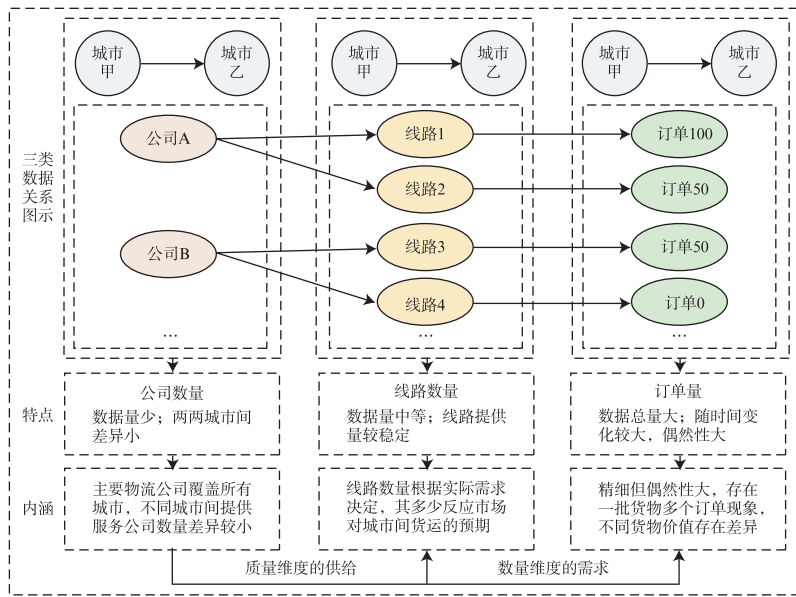 城市
甲
城市
乙
城市
甲
城市
乙
城市
甲
城市
乙
三类
数据
关系
图示
公司A
线路1
订单100
线路2
订单50
公司B
线路3
订单50
线路4
订单0
...
...
...
特点
公司数量
数据量少；两两城市间
差异小
线路数量
数据量中等；线路提供
量较稳定
订单量
数据总量大；随时间变
化较大，偶然性大
内涵
主要物流公司覆盖所有
城市，不同城市间提供
服务公司数量差异较小
线路数量根据实际需求
决定，其多少反应市场
对城市间货运的预期
精细但偶然性大，存在
一批货物多个订单现象，
不同货物价值存在差异
质量维度的供给
数量维度的需求